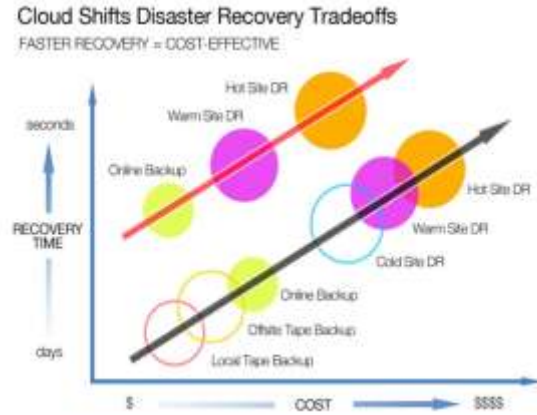 Cloud Shifts Disaster Recovery Tradeoffs
FASTER RECOVERY = COST-EFFECTIVE
Hot Site DR
Warm Site DR
Online Backup
seconds
RECOVERY
TIME
days
Hot Site DR
Warm Site DR
Cold Site DR
Online Backup
Offsite Tape Backup
Local Tape Backup
$
COST
$$$$